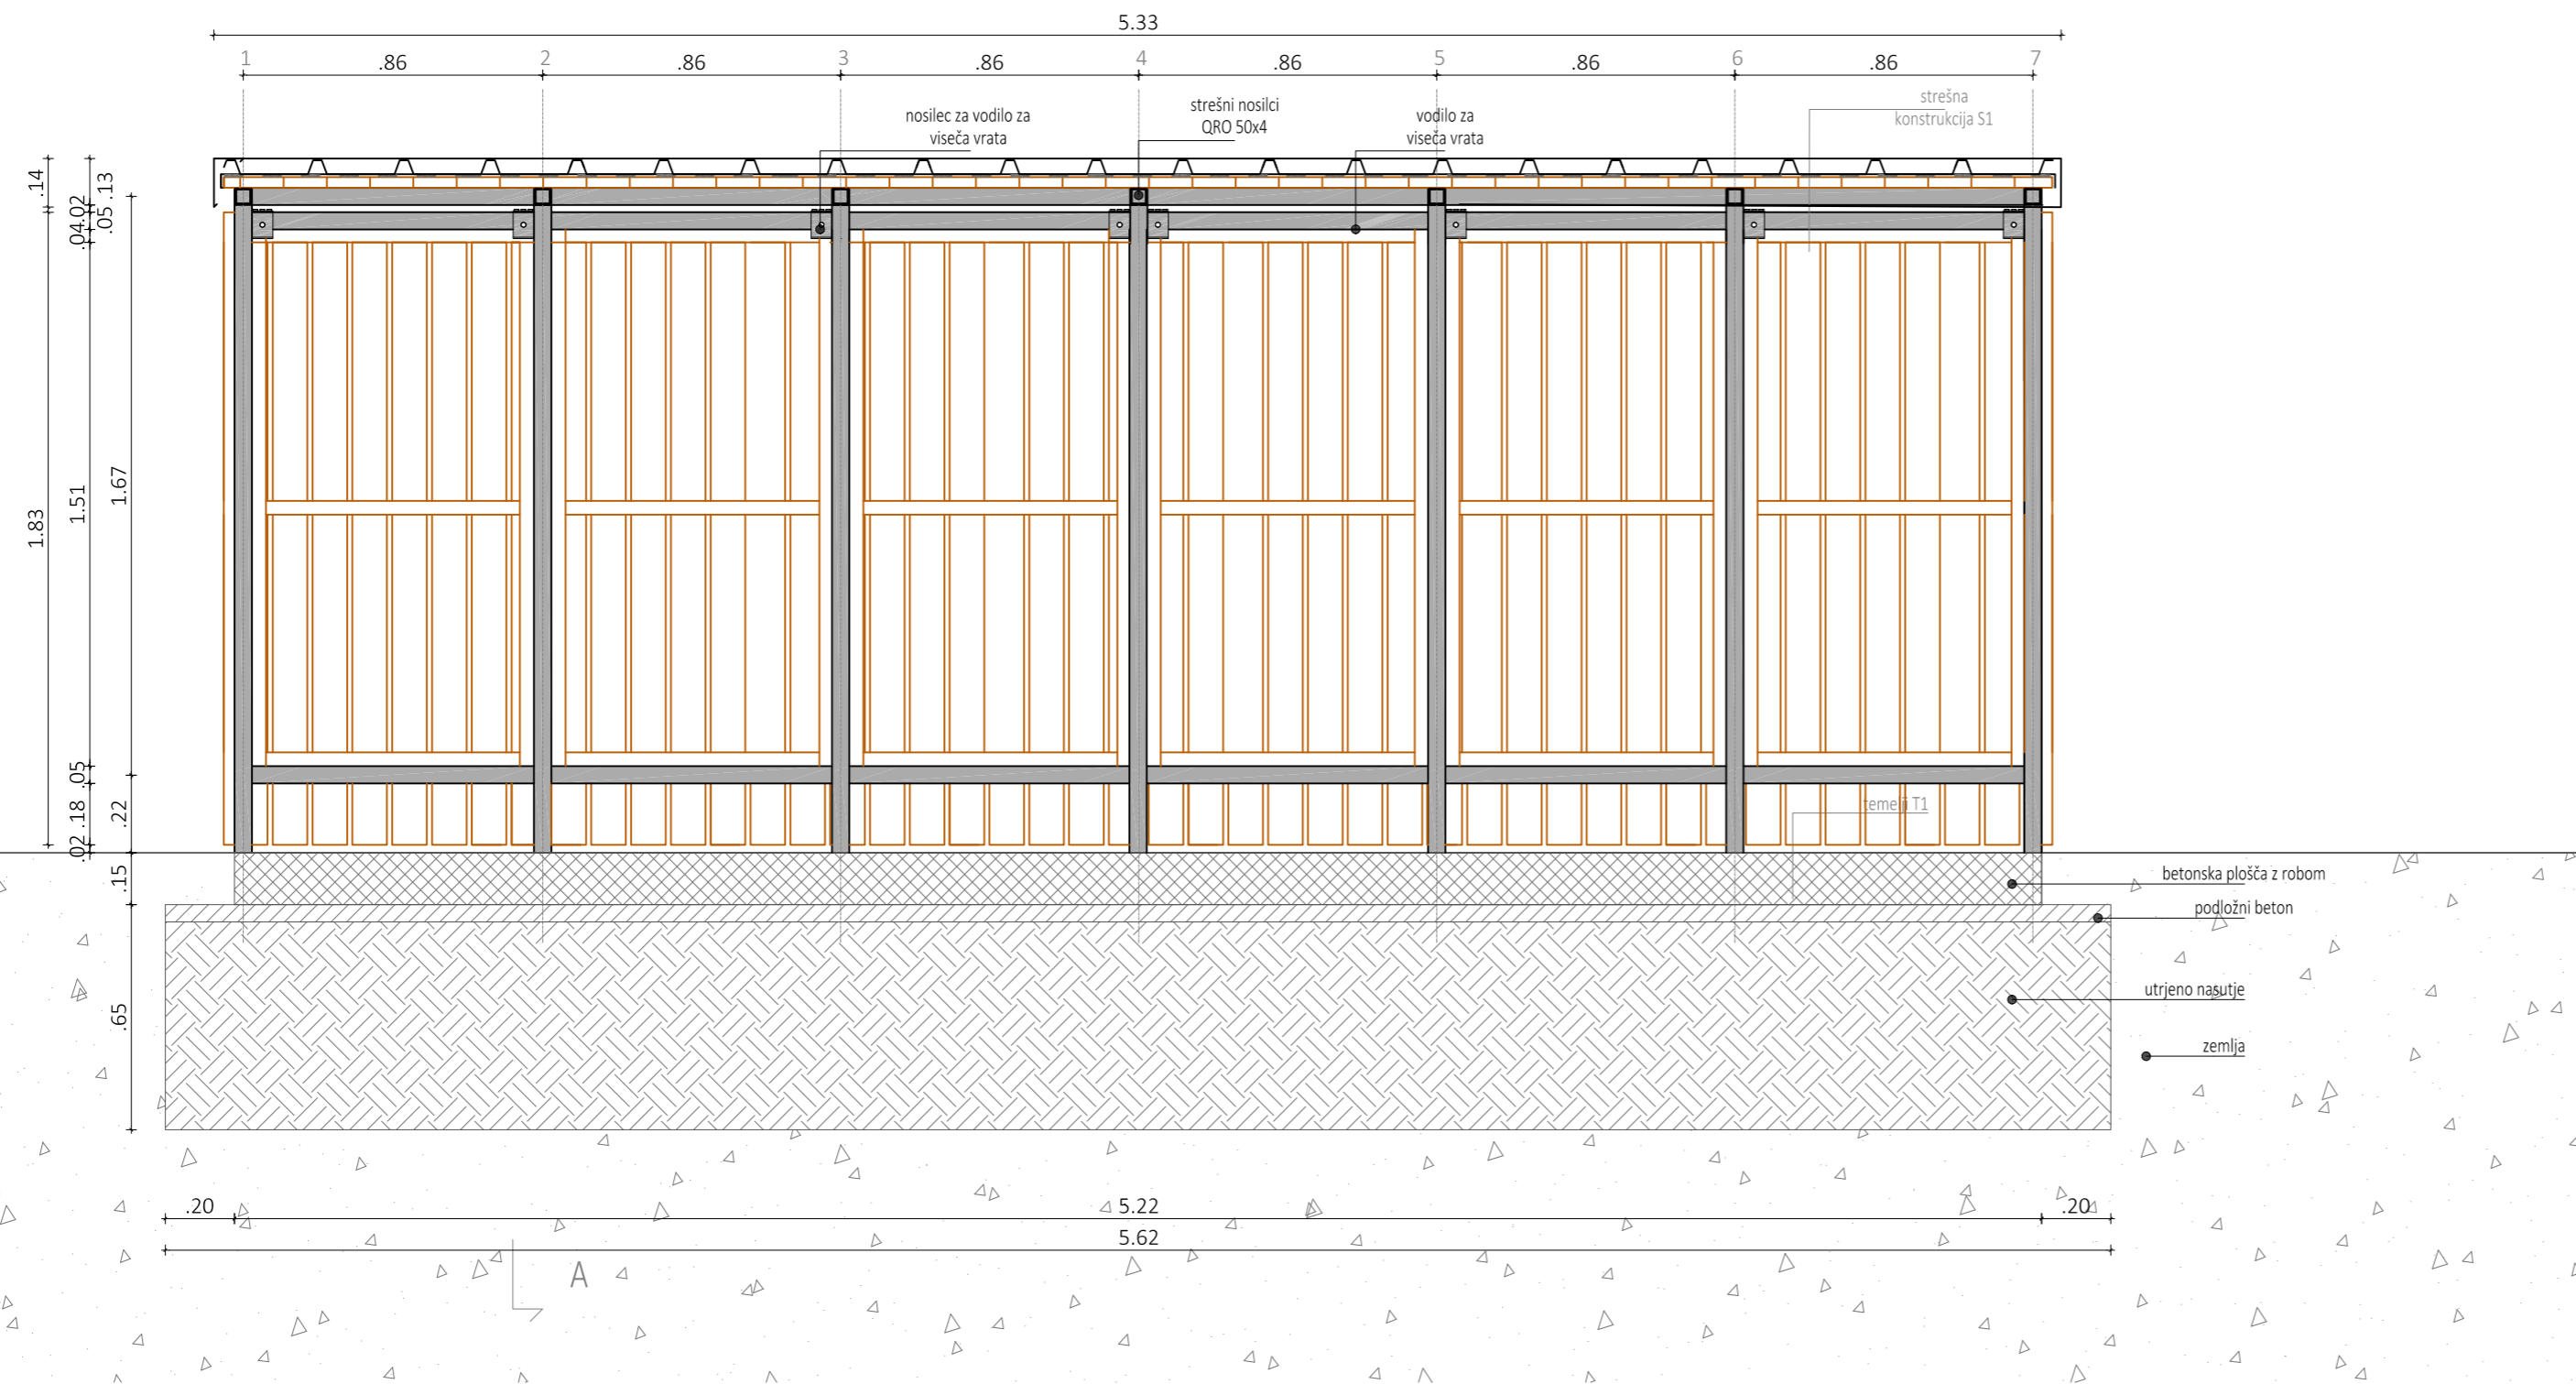 5.33
1 2 3 4 5 6 7
.86 .86 .86 .86 .86 .86
strešna
konstrukcija S1
strešni nosilci
QRO 50x4
nosilec za vodilo za
viseča vrata
vodilo za
viseča vrata
.14
.13
.02
.05
.04
1.67
1.51
1.83
.05
.22
.18
.02
temelji T1
.15
betonska plošča z robom
podložni beton
utrjeno nasutje
.65
zemlja
.20 5.22 .20
5.62
A